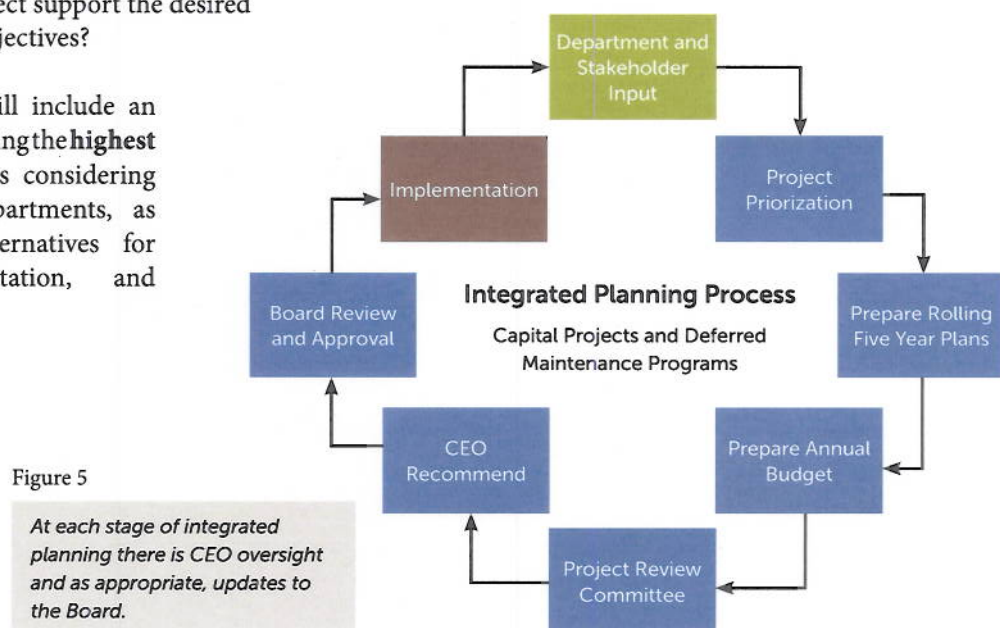 ect support the desired
jectives?
ill include an
ing the highest
s considering
partments, as
ernatives for
tation, and
Department and
Stakeholder
Input
Project
Priorization
Prepare Rolling
Five Year Plans
Prepare Annual
Budget
Project Review
Committee
CEO
Recommend
Board Review
and Approval
Implementation
Integrated Planning Process
Capital Projects and Deferred
Maintenance Programs
Figure 5
At each stage of integrated
planning there is CEO oversight
and as appropriate, updates to
the Board.